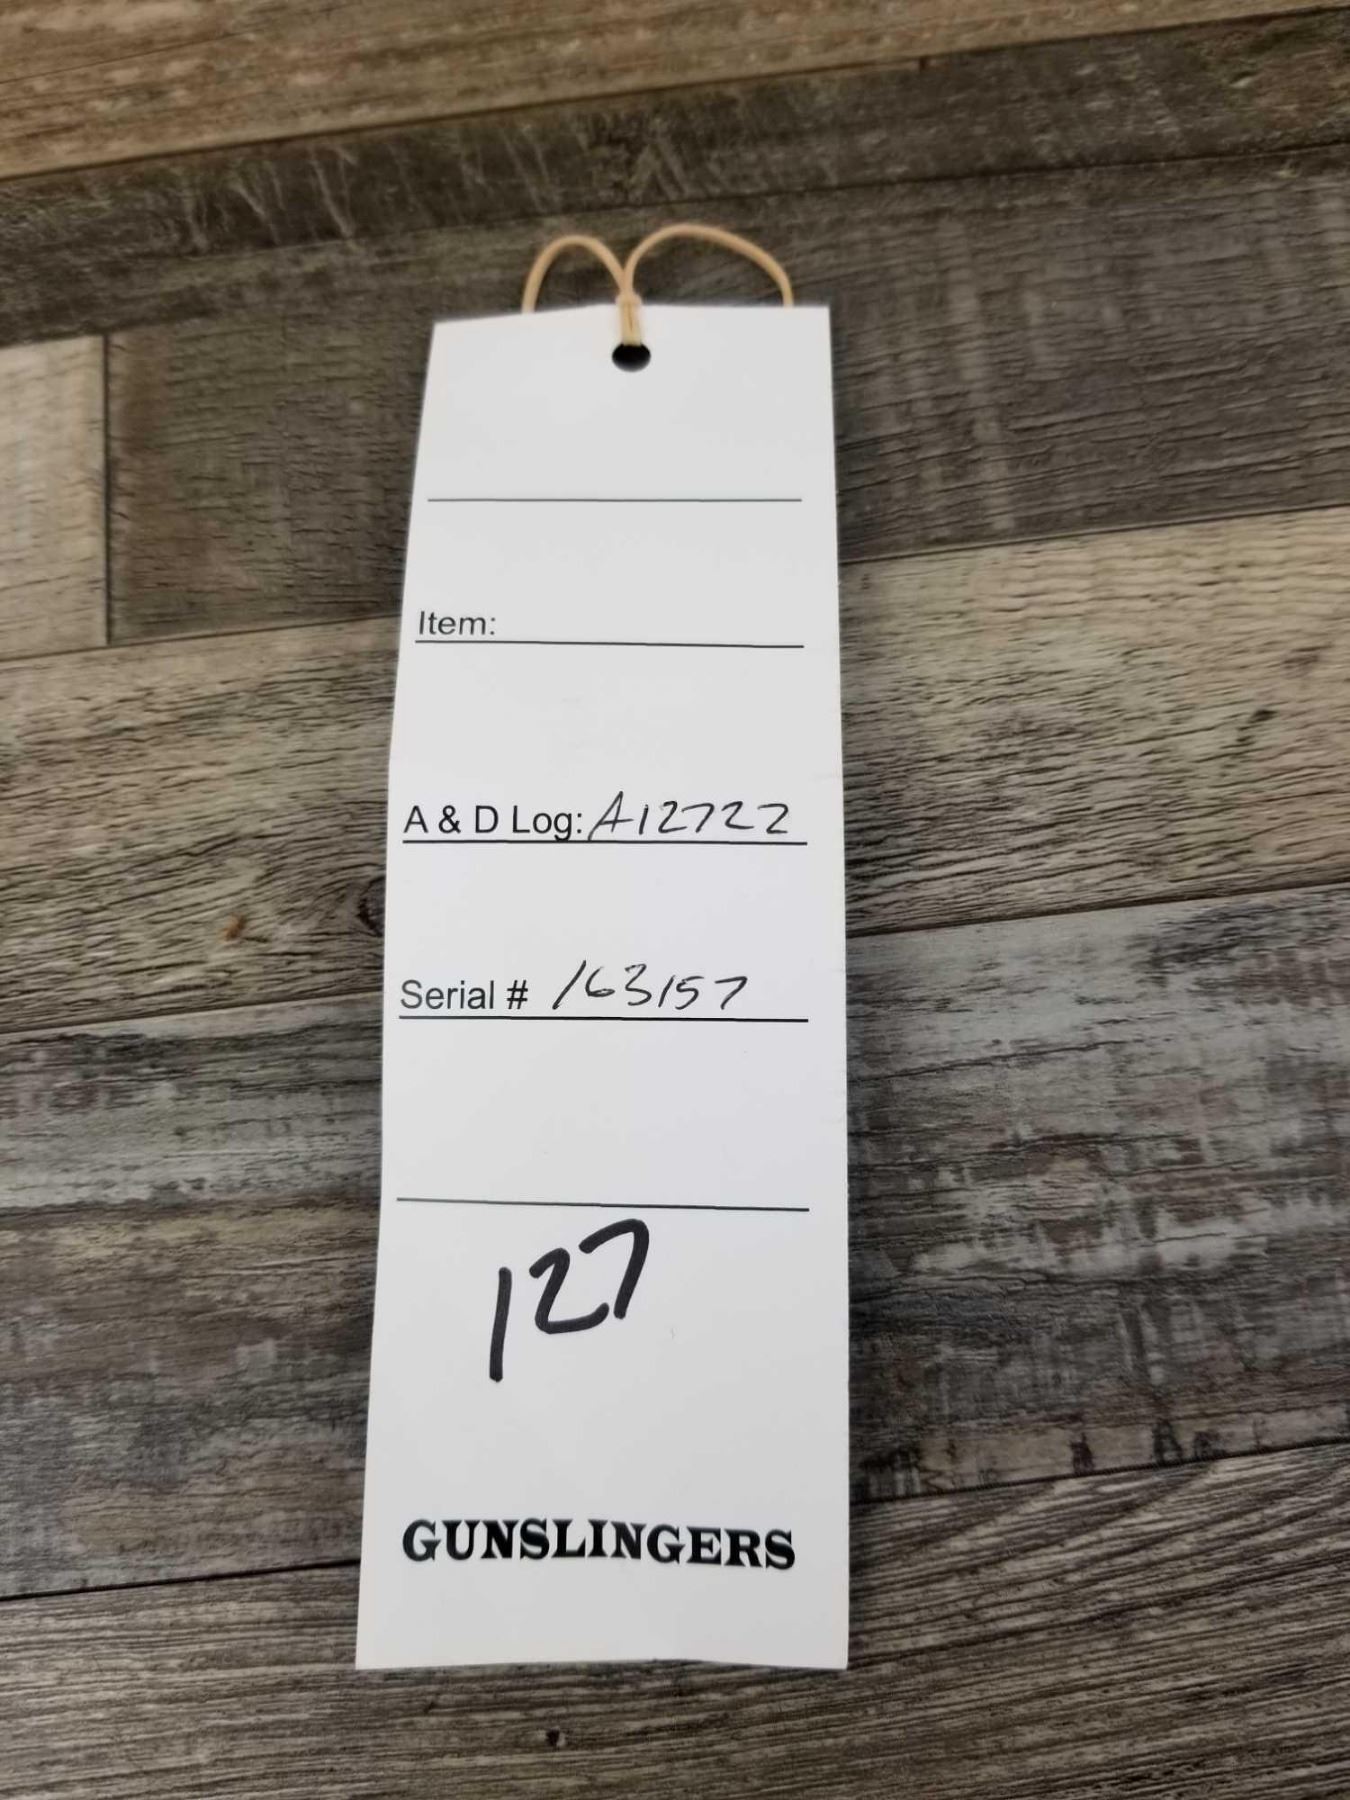 Item:
A & D Log: A12722
Serial # 163157
127
GUNSLINGERS